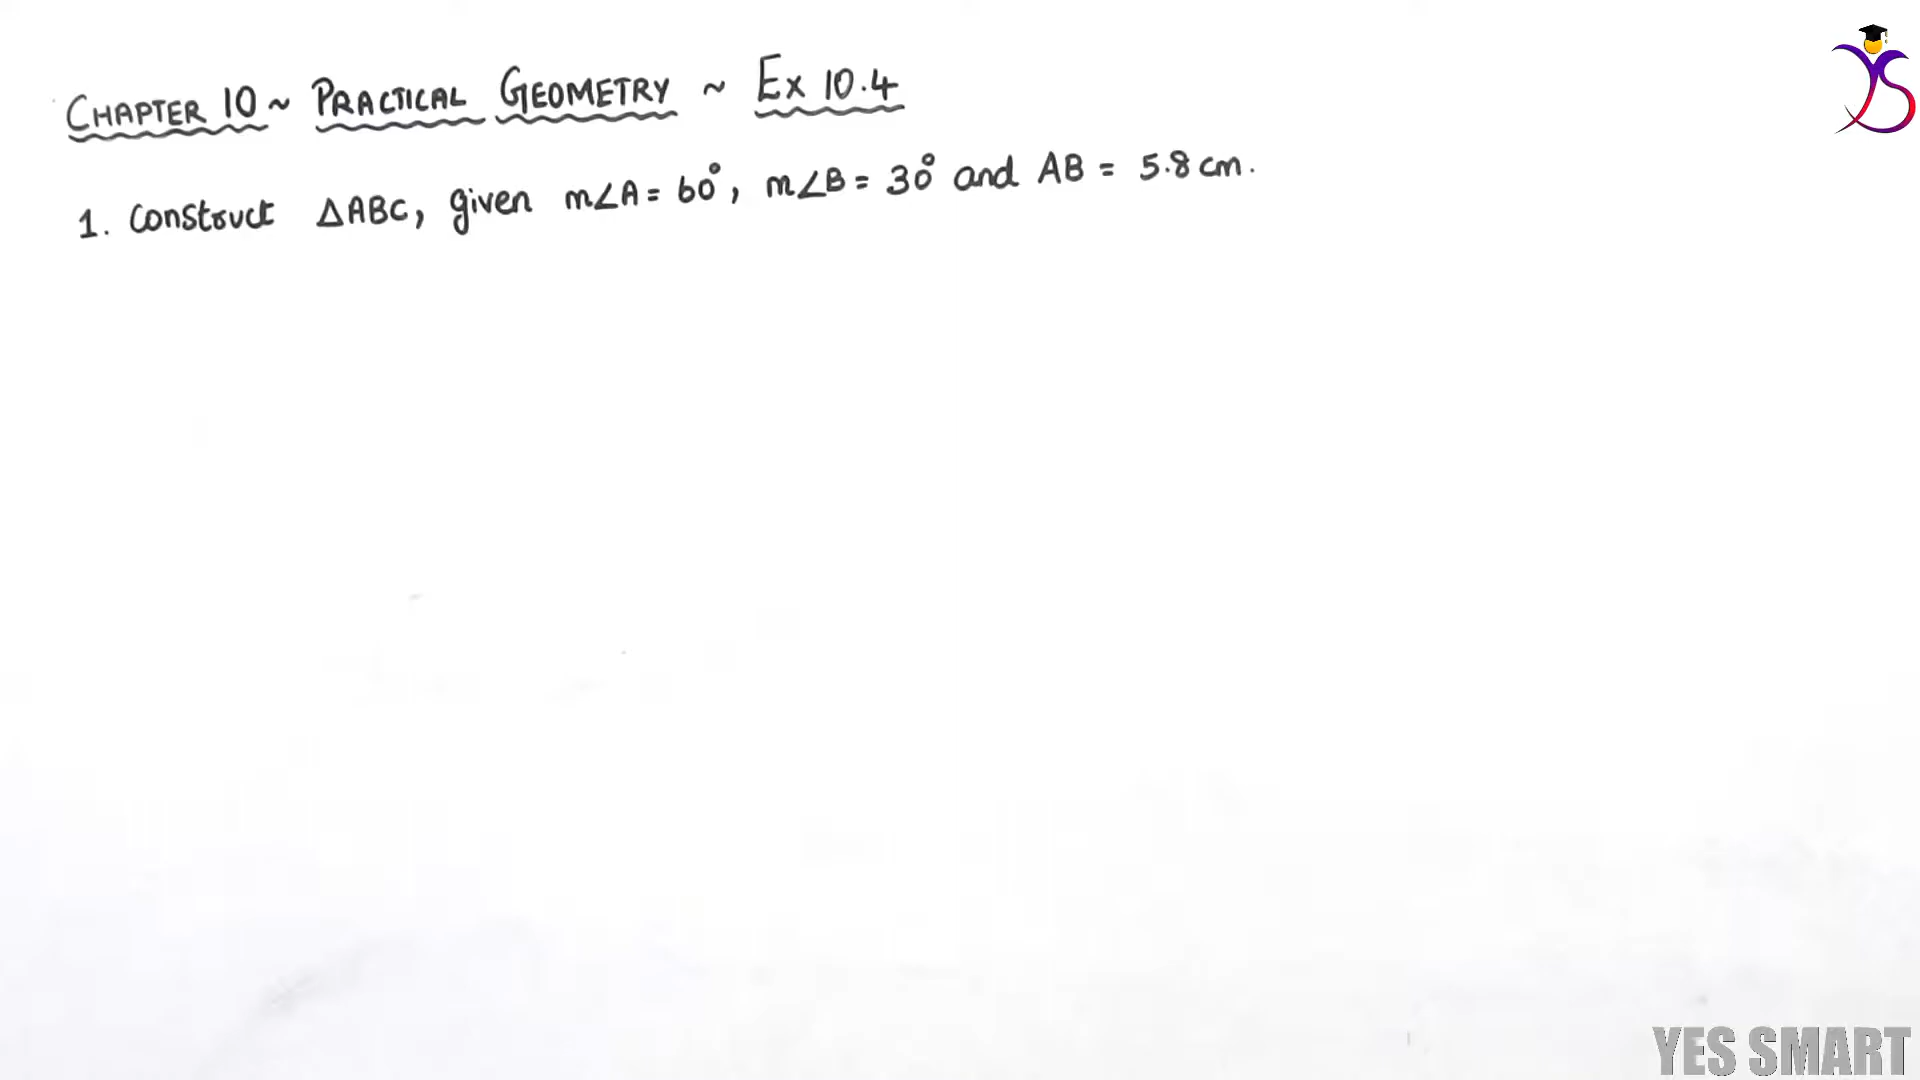 CHAPTER 10 ~ PRACTICAL GEOMETRY ~ Ex 10.4
1. Construct △ABC, given m∠A = 60°, m∠B = 30° and AB = 5.8 cm.
YES SMART